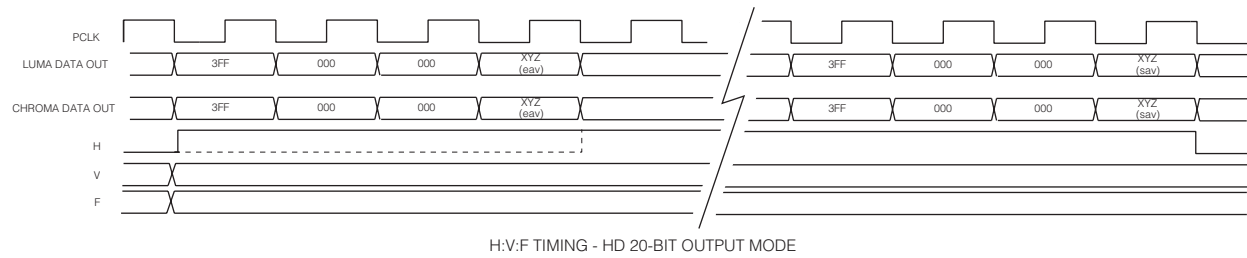 PCLK
LUMA DATA OUT 3FF 000 000 XYZ (eav) 3FF 000 000 XYZ (sav)
CHROMA DATA OUT 3FF 000 000 XYZ (eav) 3FF 000 000 XYZ (sav)
H
V
F
H:V:F TIMING - HD 20-BIT OUTPUT MODE